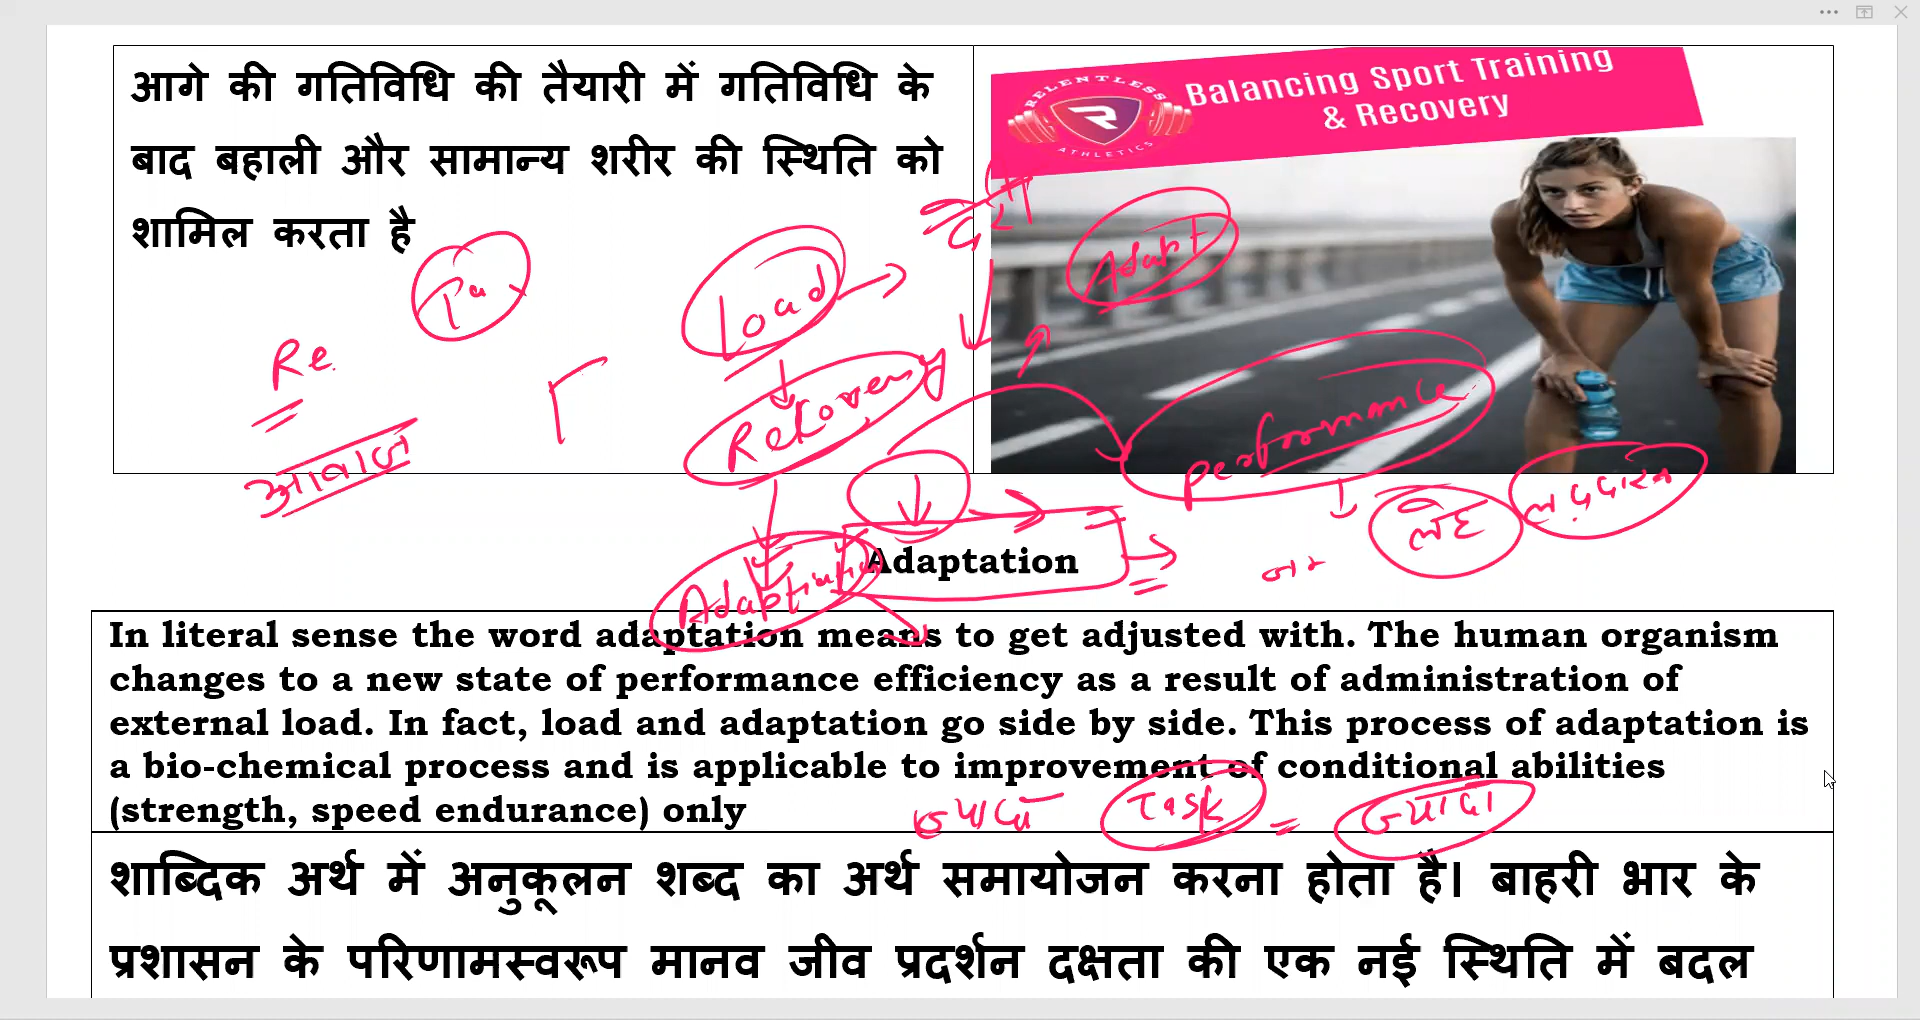 आगे की गतिविधि की तैयारी में गतिविधि के
बाद बहाली और सामान्य शरीर की स्थिति को
शामिल करता है
RELENTLESS
R
ATHLETICS
Balancing Sport Training
& Recovery
Load
Adapt
Re
Recovery
performance
आवाज
Adaptation
Adaptation
In literal sense the word adaptation means to get adjusted with. The human organism
changes to a new state of performance efficiency as a result of administration of
external load. In fact, load and adaptation go side by side. This process of adaptation is
a bio-chemical process and is applicable to improvement of conditional abilities
(strength, speed endurance) only
Task
=
ज्यादा
शाब्दिक अर्थ में अनुकूलन शब्द का अर्थ समायोजन करना होता है। बाहरी भार के
प्रशासन के परिणामस्वरूप मानव जीव प्रदर्शन दक्षता की एक नई स्थिति में बदल